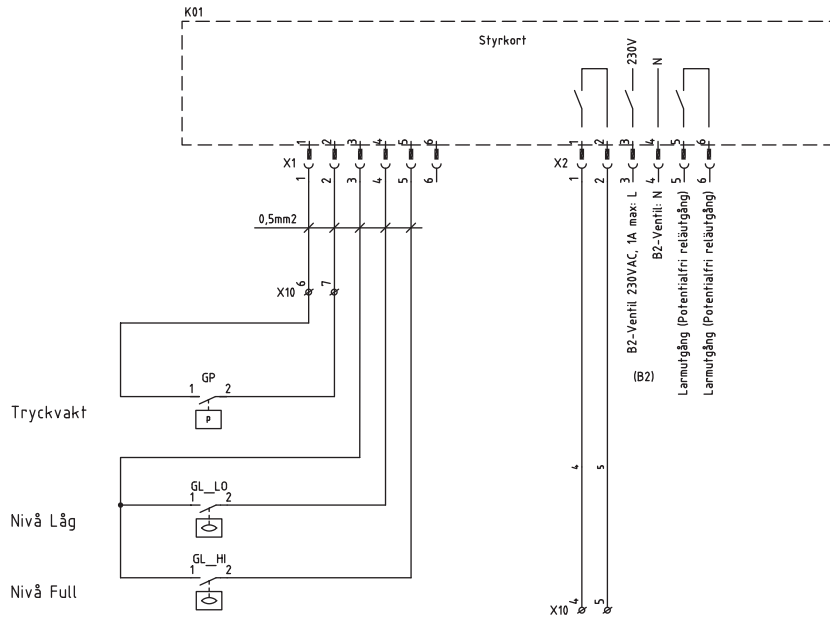 K01
Styrkort
230V
N
1 2 3 4 5 6
1 2 3 4 5 6
X1
X2
1 2 3 4 5 6
1 2 3 4 5 6
B2-Ventil 230VAC, 1A max: L
B2-Ventil: N
Larmutgång (Potentialfri reläutgång)
Larmutgång (Potentialfri reläutgång)
(B2)
0,5mm2
X10
6 7
GP
1 2
P
Tryckvakt
4 5
GL_LO
1 2
Nivå Låg
GL_HI
1 2
Nivå Full
X10
4 5